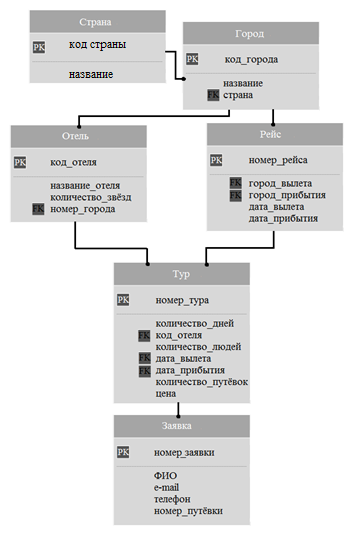 Страна
PK код страны
название
Город
PK код_города
название
FK страна
Отель
PK код_отеля
название_отеля
количество_звёзд
FK номер_города
Рейс
PK номер_рейса
FK город_вылета
FK город_прибытия
дата_вылета
дата_прибытия
Тур
PK номер_тура
количество_дней
FK код_отеля
количество_людей
FK дата_вылета
FK дата_прибытия
количество_путёвок
цена
Заявка
PK номер_заявки
ФИО
e-mail
телефон
номер_путёвки